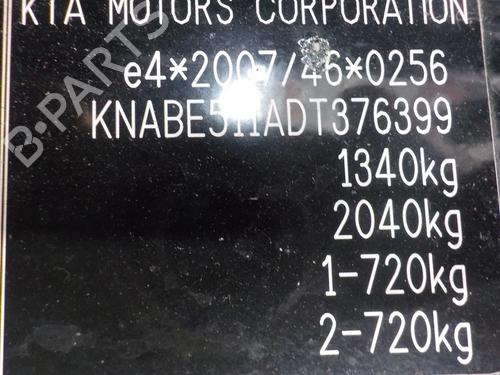 KIA MOTORS CORPORATION
e4*2007/46*0256
KNABE511ADT376399
1340kg
2040kg
1-720kg
2-720kg
B-PARTS